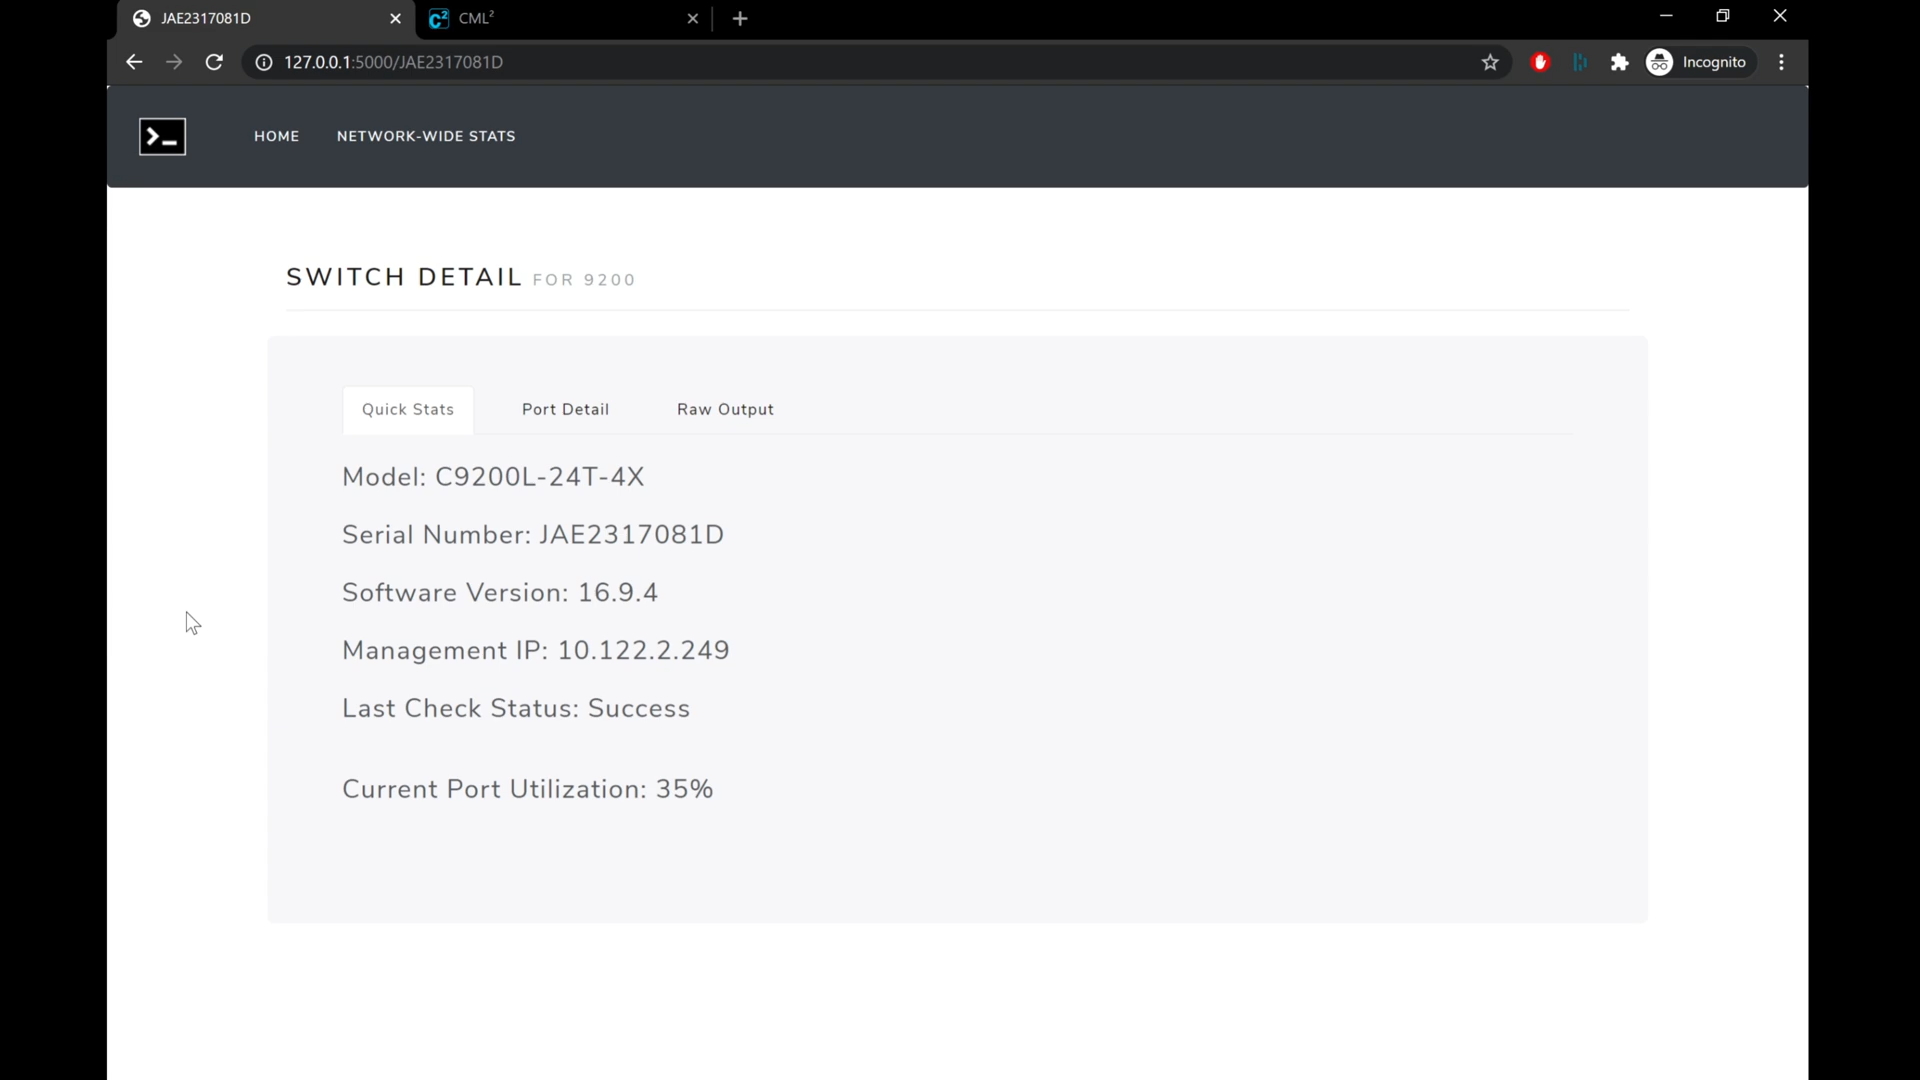 JAE2317081D
CML²
127.0.0.1:5000/JAE2317081D
Incognito
HOME
NETWORK-WIDE STATS
SWITCH DETAIL FOR 9200
Quick Stats
Port Detail
Raw Output
Model: C9200L-24T-4X
Serial Number: JAE2317081D
Software Version: 16.9.4
Management IP: 10.122.2.249
Last Check Status: Success
Current Port Utilization: 35%